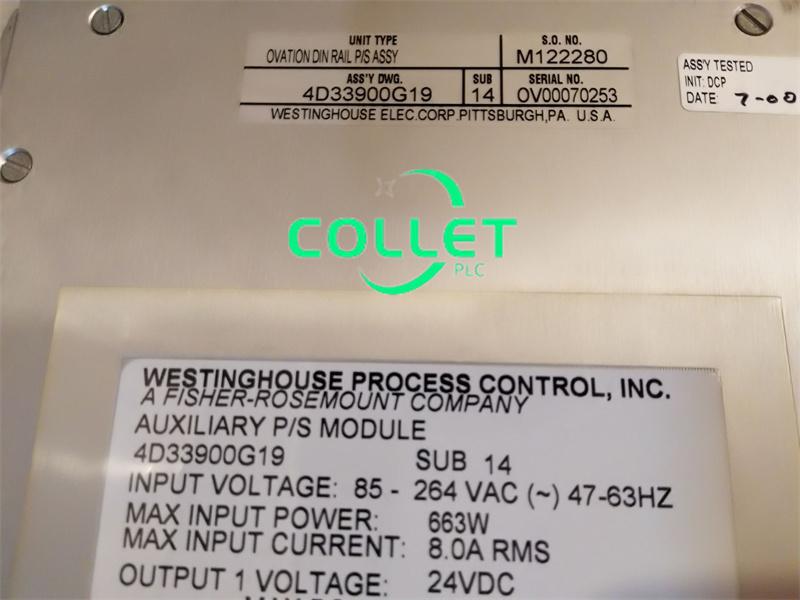 UNIT TYPE
S.O. NO.
OVATION DIN RAIL P/S ASSY
M122280
ASS'Y DWG.
SUB
SERIAL NO.
4D33900G19
14
OV00070253
WESTINGHOUSE ELEC.CORP.PITTSBURGH,PA. U.S.A.
ASS'Y TESTED
INIT: DCP
DATE: 7-00
COLLET
PLC
WESTINGHOUSE PROCESS CONTROL, INC.
A FISHER-ROSEMOUNT COMPANY
AUXILIARY P/S MODULE
4D33900G19 SUB 14
INPUT VOLTAGE: 85 - 264 VAC (~) 47-63HZ
MAX INPUT POWER: 663W
MAX INPUT CURRENT: 8.0A RMS
OUTPUT 1 VOLTAGE: 24VDC